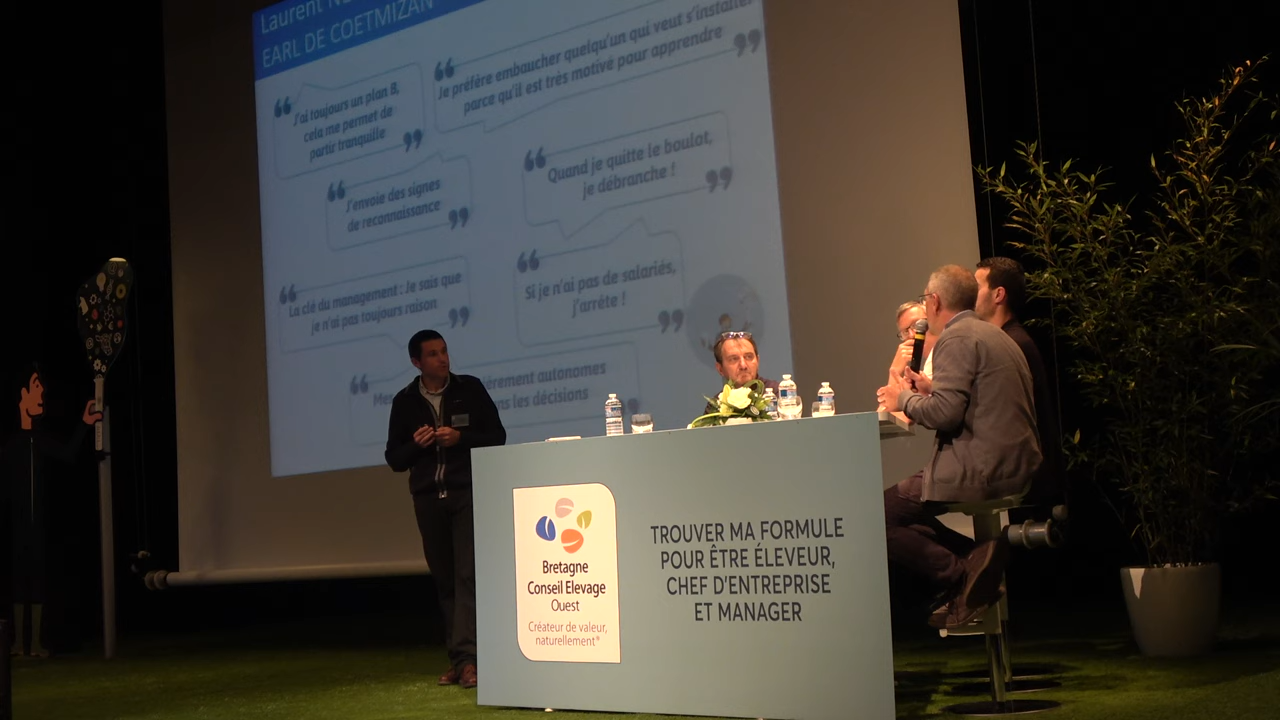 Laurent
EARL DE COETMIZAN
“ J'ai toujours un plan B,
cela me permet de
partir tranquille ”
“ Je préfère embaucher quelqu'un qui veut s'installer
parce qu'il est très motivé pour apprendre ”
“ J'envoie des signes
de reconnaissance ”
“ Quand je quitte le boulot,
je débranche ! ”
“ La clé du management : Je sais que
je n'ai pas toujours raison ”
“ Si je n'ai pas de salariés,
j'arrête ! ”
“ autonomes
les décisions
Bretagne
Conseil Elevage
Ouest
Créateur de valeur,
naturellement®
TROUVER MA FORMULE
POUR ÊTRE ÉLEVEUR,
CHEF D'ENTREPRISE
ET MANAGER